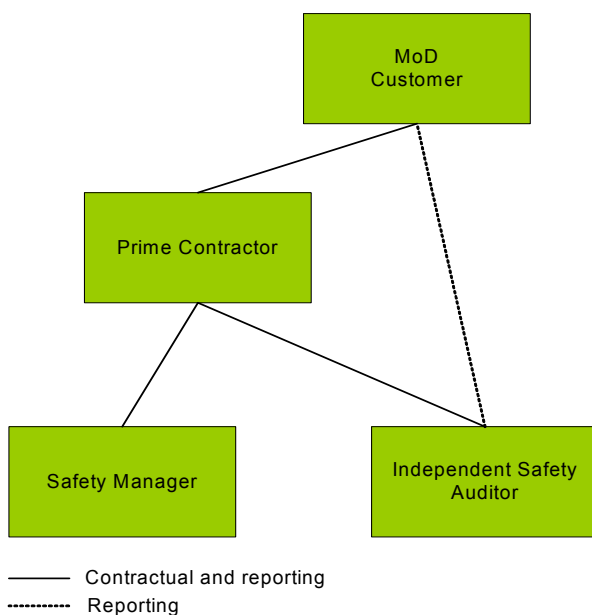 MoD
Customer
Prime Contractor
Safety Manager
Independent Safety
Auditor
Contractual and reporting
Reporting